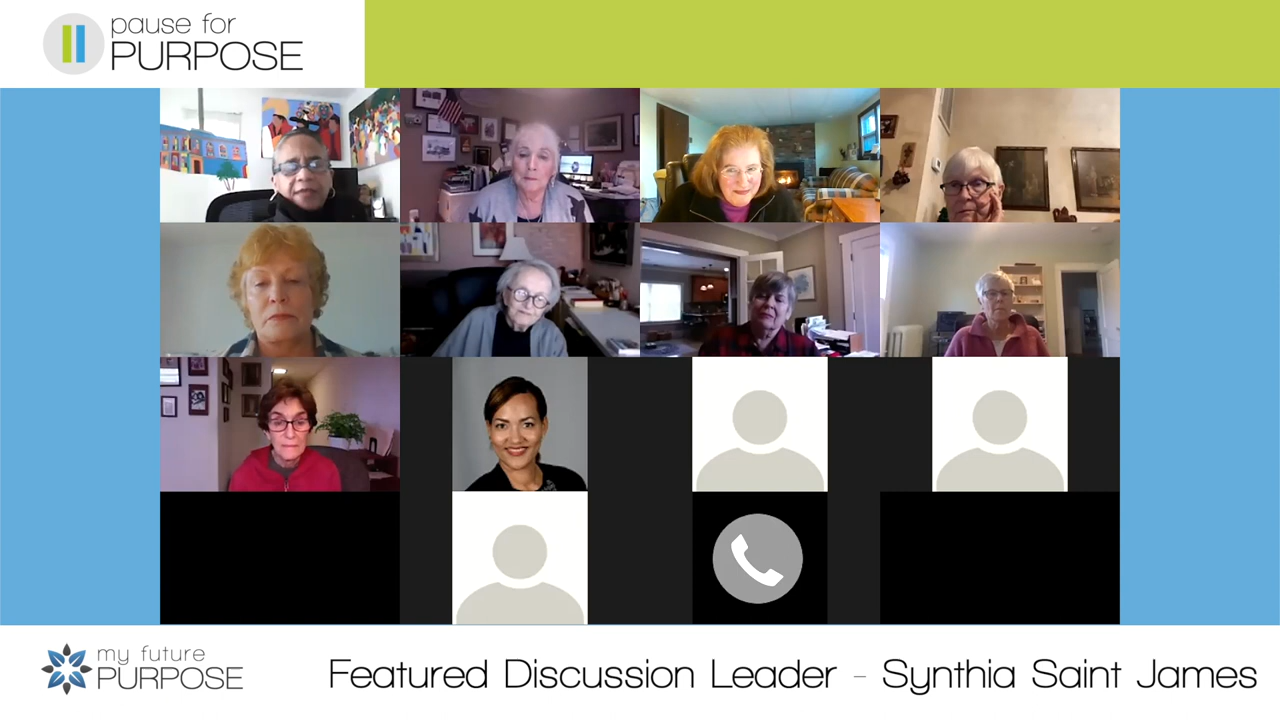 pause for
PURPOSE
my future
PURPOSE
Featured Discussion Leader - Synthia Saint James